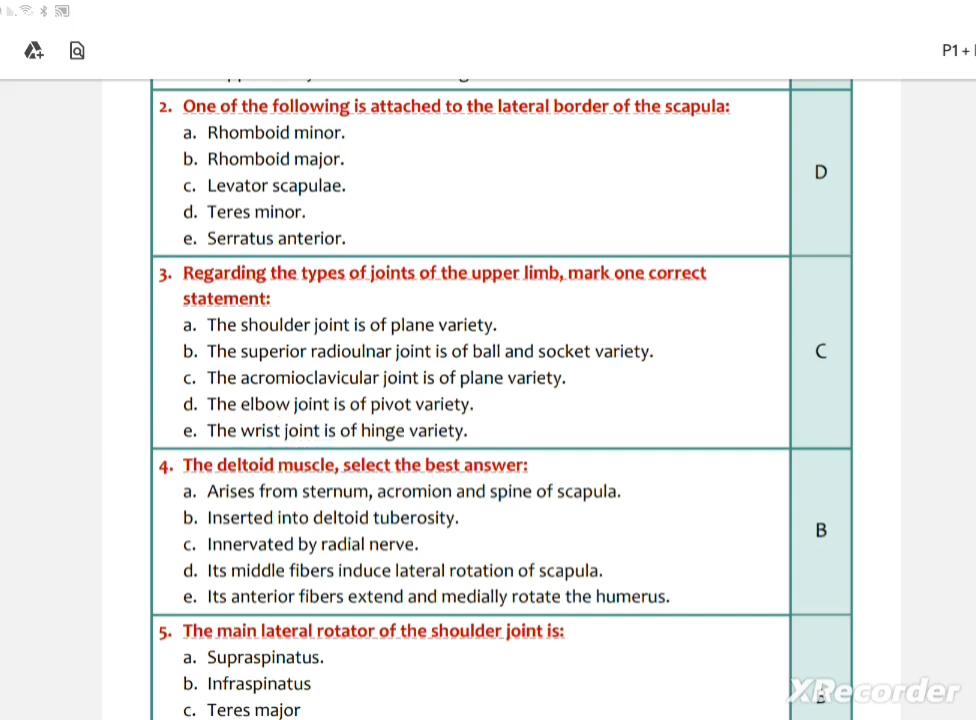 P1 +
2. One of the following is attached to the lateral border of the scapula:
a. Rhomboid minor.
b. Rhomboid major.
c. Levator scapulae.
d. Teres minor.
e. Serratus anterior.
D
3. Regarding the types of joints of the upper limb, mark one correct
statement:
a. The shoulder joint is of plane variety.
b. The superior radioulnar joint is of ball and socket variety.
c. The acromioclavicular joint is of plane variety.
d. The elbow joint is of pivot variety.
e. The wrist joint is of hinge variety.
C
4. The deltoid muscle, select the best answer:
a. Arises from sternum, acromion and spine of scapula.
b. Inserted into deltoid tuberosity.
c. Innervated by radial nerve.
d. Its middle fibers induce lateral rotation of scapula.
e. Its anterior fibers extend and medially rotate the humerus.
B
5. The main lateral rotator of the shoulder joint is:
a. Supraspinatus.
b. Infraspinatus
c. Teres major
XRecorder